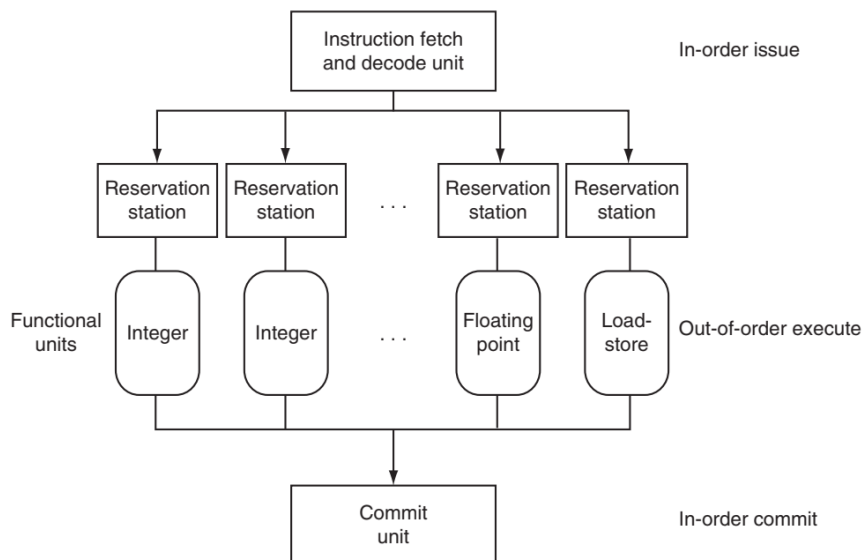 Instruction fetch
and decode unit
In-order issue
Reservation
station
Reservation
station
. . .
Reservation
station
Reservation
station
Functional
units
Integer
Integer
. . .
Floating
point
Load-
store
Out-of-order execute
Commit
unit
In-order commit